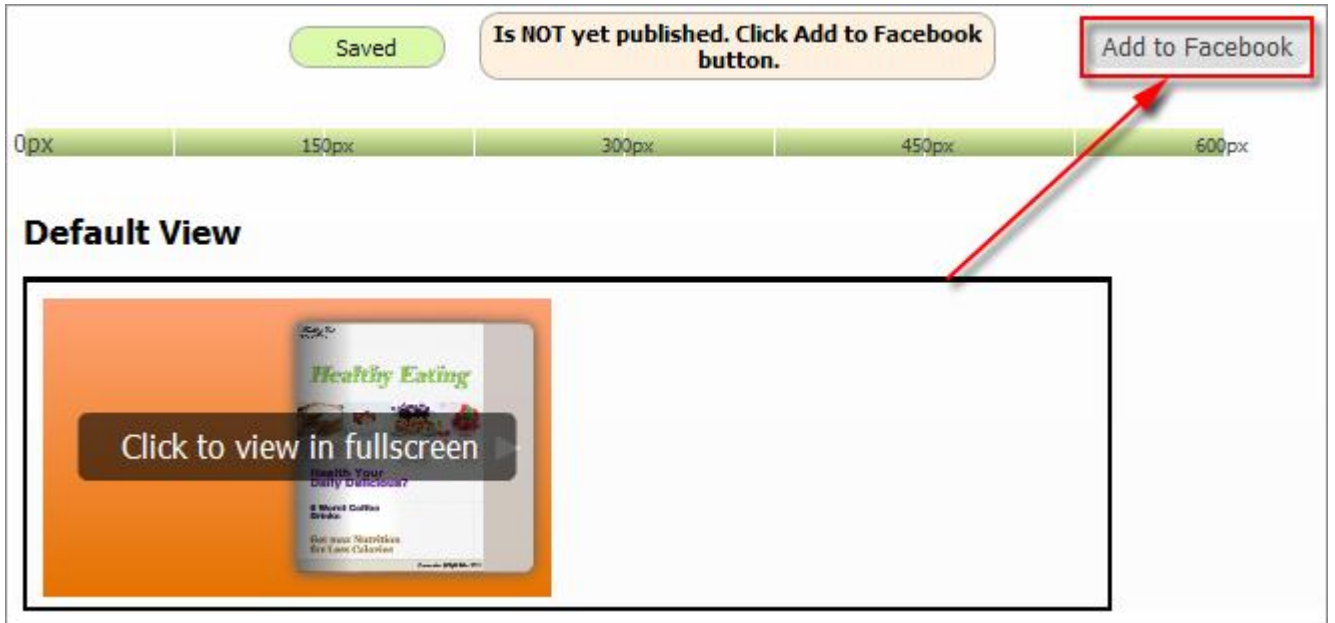 Saved
Is NOT yet published. Click Add to Facebook
button.
Add to Facebook
0px 150px 300px 450px 600px
Default View
Healthy Eating
Click to view in fullscreen
Health Your
Daily Delicious?
6 Worst Coffee
Drinks
Get max Nutrition
for Less Calories